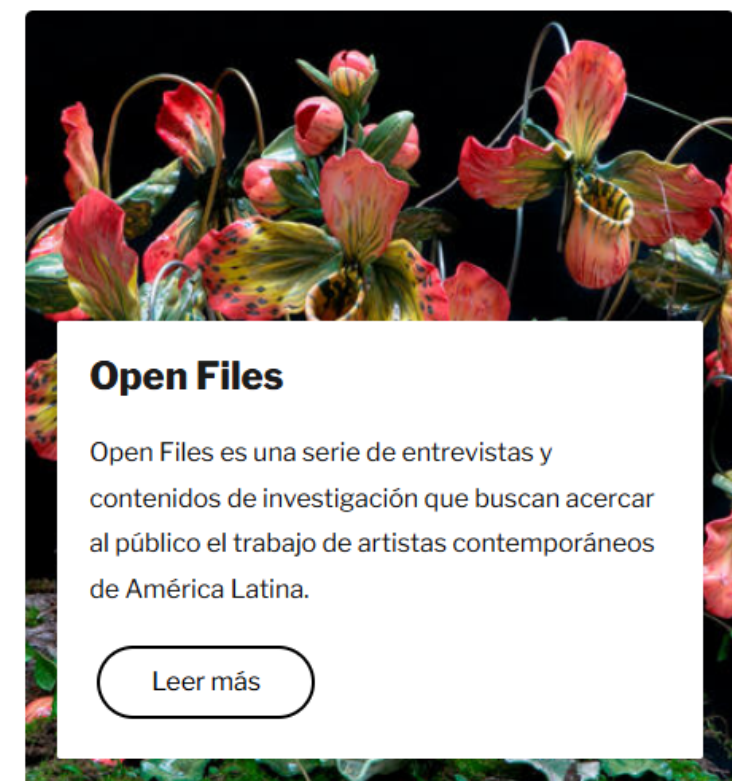 Open Files
Open Files es una serie de entrevistas y
contenidos de investigación que buscan acercar
al público el trabajo de artistas contemporáneos
de América Latina.
Leer más